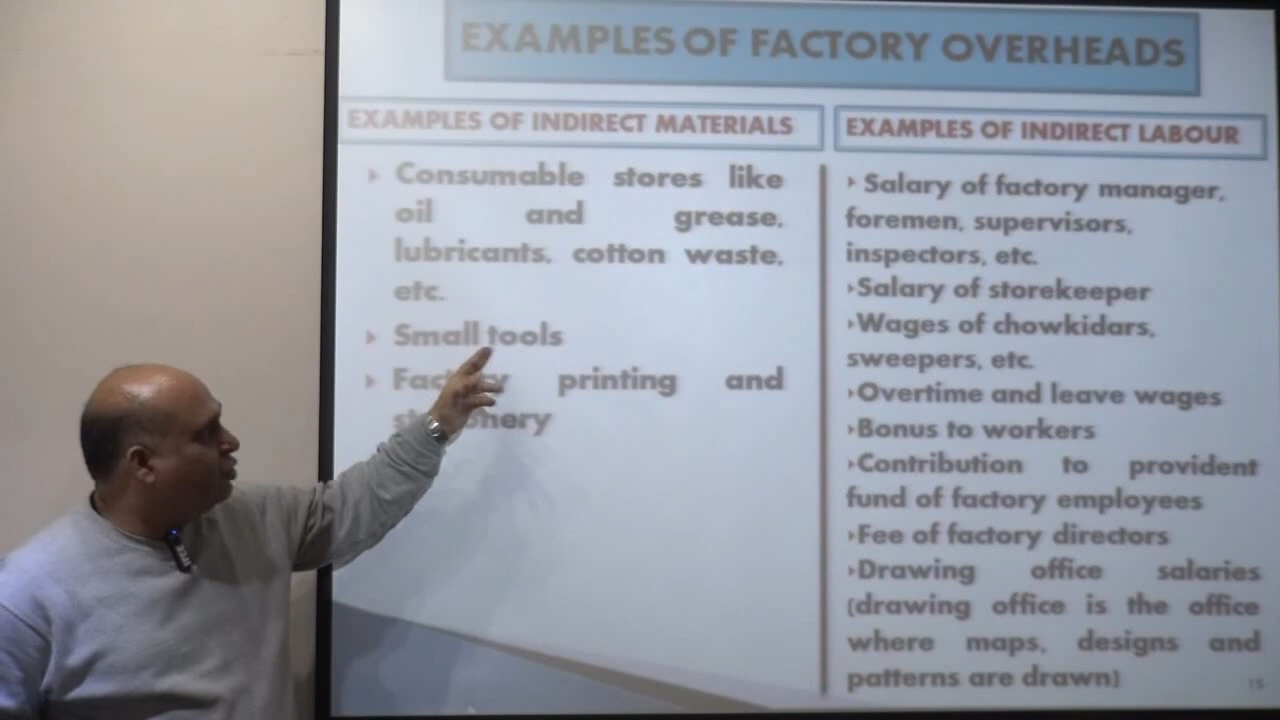 EXAMPLES OF FACTORY OVERHEADS
EXAMPLES OF INDIRECT MATERIALS
Consumable stores like
oil and grease,
lubricants, cotton waste,
etc.
Small tools
Factory printing and
stationery
EXAMPLES OF INDIRECT LABOUR
Salary of factory manager,
foremen, supervisors,
inspectors, etc.
Salary of storekeeper
Wages of chowkidars,
sweepers, etc.
Overtime and leave wages
Bonus to workers
Contribution to provident
fund of factory employees
Fee of factory directors
Drawing office salaries
(drawing office is the office
where maps, designs and
patterns are drawn)
15